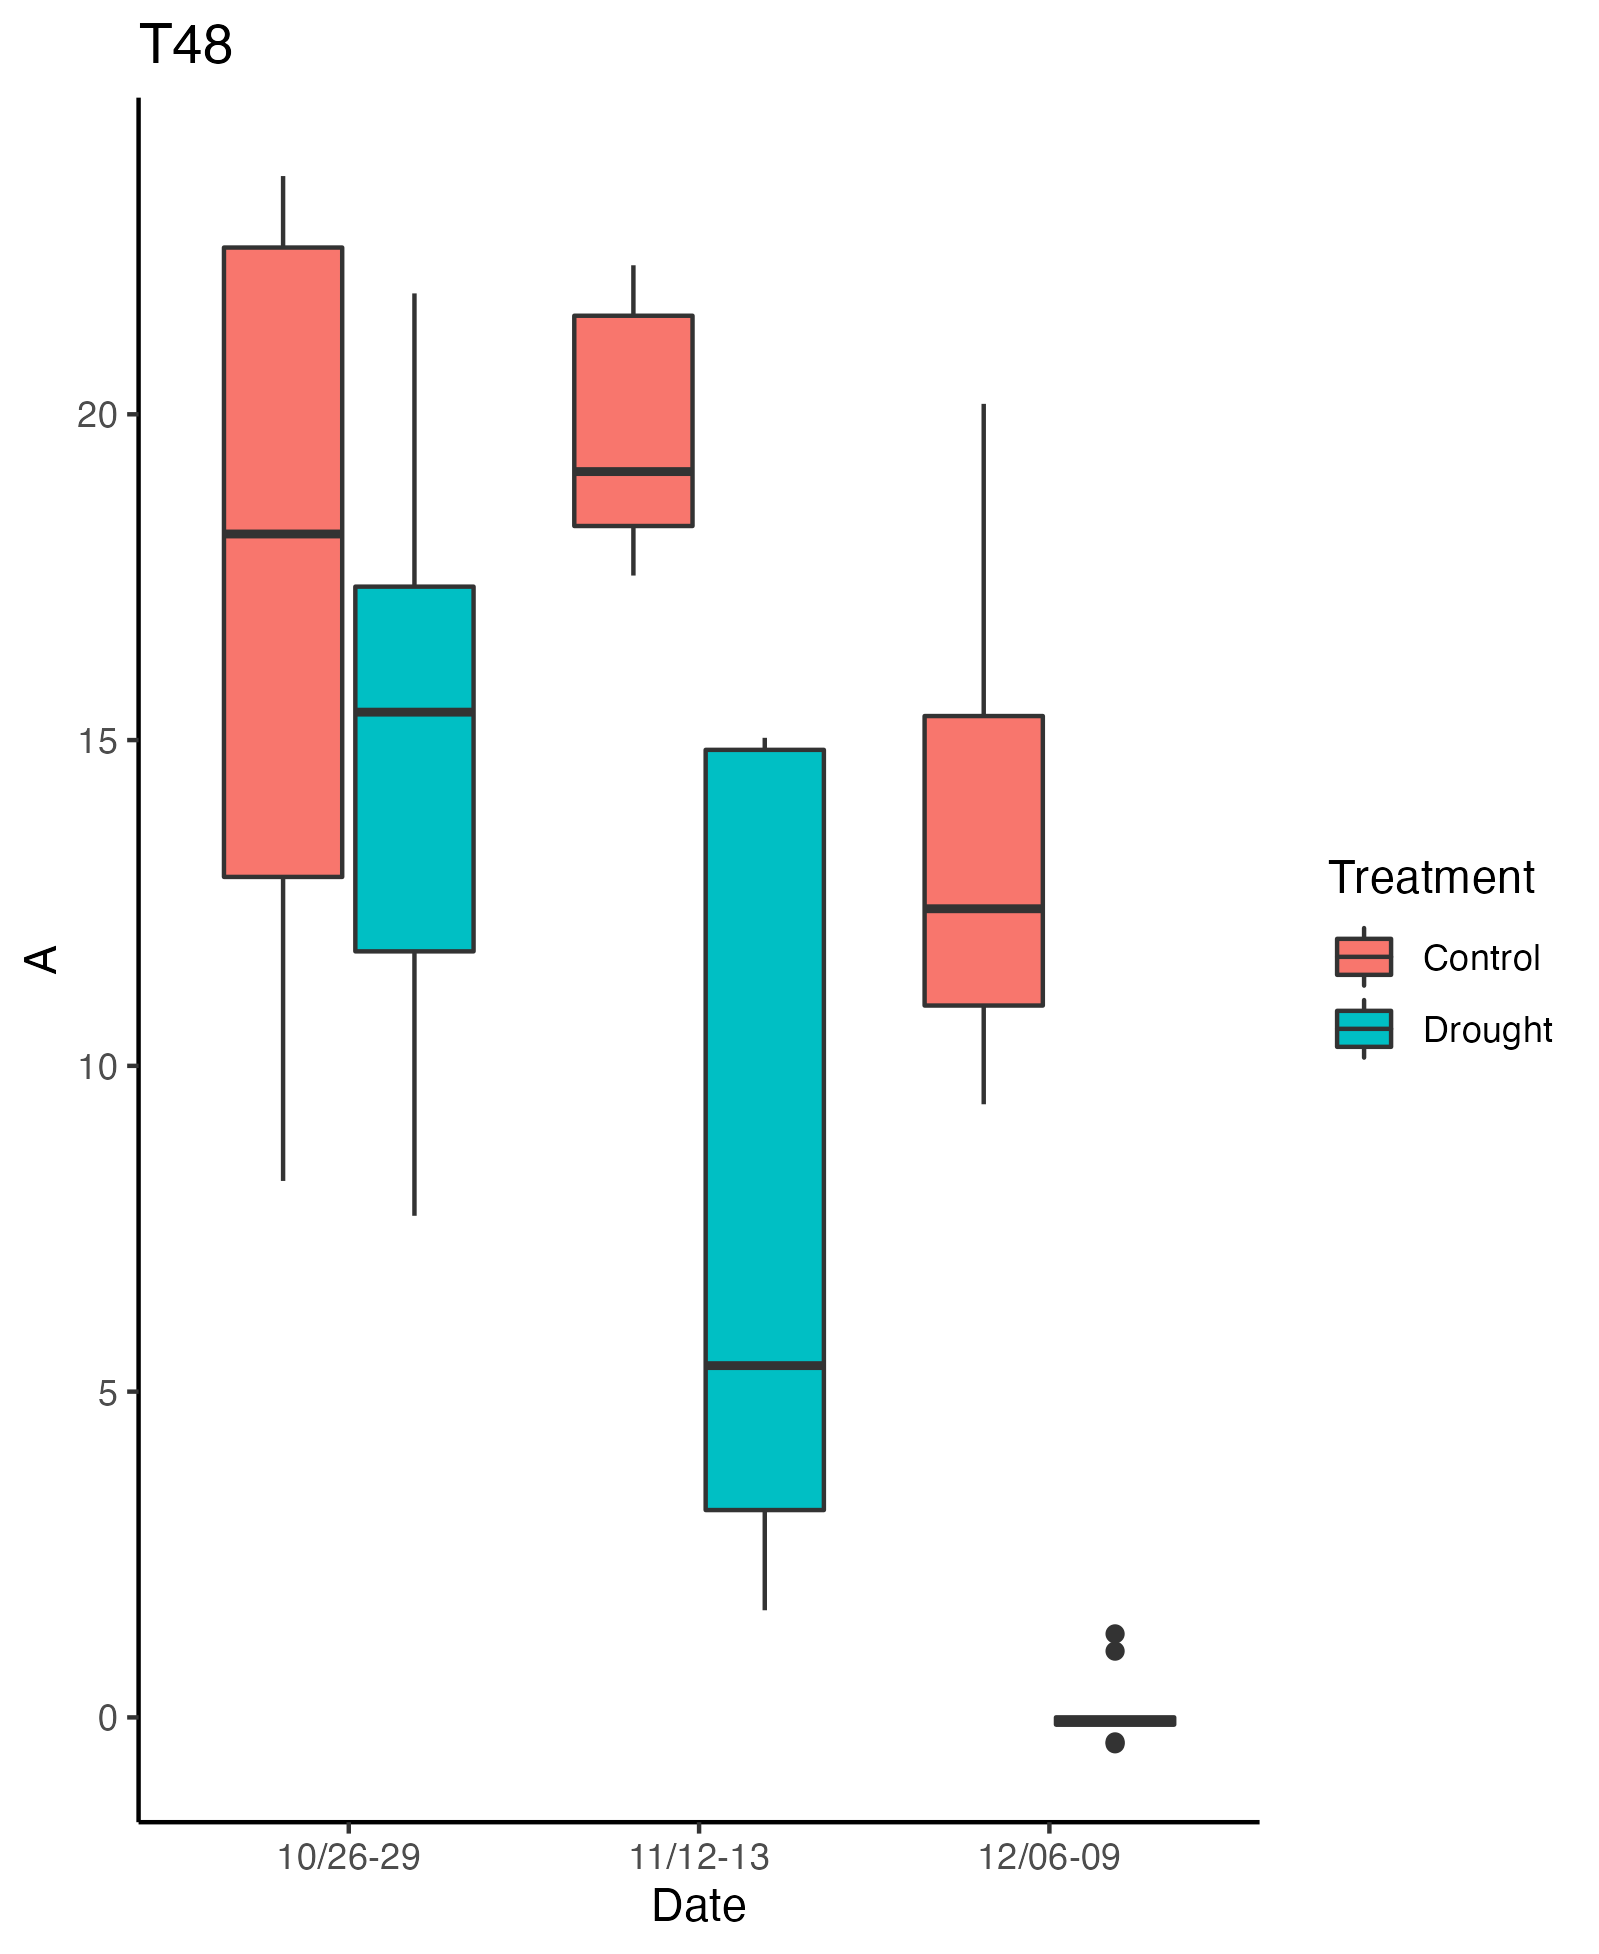 T48
20
15
10
5
0
A
10/26-29
11/12-13
12/06-09
Date
Treatment
Control
Drought